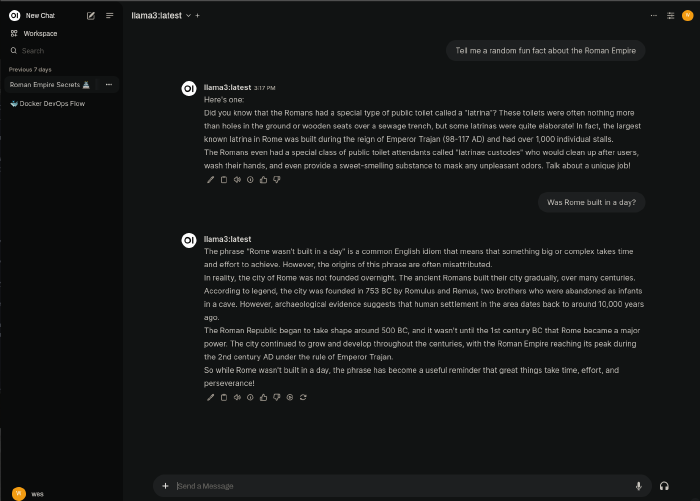 OI New Chat
Workspace
Search
Previous 7 days
Roman Empire Secrets
Docker DevOps Flow
llama3:latest
Tell me a random fun fact about the Roman Empire
OI llama3:latest 3:17 PM
Here's one:
Did you know that the Romans had a special type of public toilet called a "latrina"? These toilets were often nothing more
than holes in the ground or wooden seats over a sewage trench, but some latrinas were quite elaborate! In fact, the largest
known latrina in Rome was built during the reign of Emperor Trajan (98-117 AD) and had over 1,000 individual stalls.
The Romans even had a special class of public toilet attendants called "latrinae custodes" who would clean up after users,
wash their hands, and even provide a sweet-smelling substance to mask any unpleasant odors. Talk about a unique job!
Was Rome built in a day?
OI llama3:latest
The phrase "Rome wasn't built in a day" is a common English idiom that means that something big or complex takes time
and effort to achieve. However, the origins of this phrase are often misattributed.
In reality, the city of Rome was not founded overnight. The ancient Romans built their city gradually, over many centuries.
According to legend, the city was founded in 753 BC by Romulus and Remus, two brothers who were abandoned as infants
in a cave. However, archaeological evidence suggests that human settlement in the area dates back to around 10,000 years
ago.
The Roman Republic began to take shape around 500 BC, and it wasn't until the 1st century BC that Rome became a major
power. The city continued to grow and develop throughout the centuries, with the Roman Empire reaching its peak during
the 2nd century AD under the rule of Emperor Trajan.
So while Rome wasn't built in a day, the phrase has become a useful reminder that great things take time, effort, and
perseverance!
Send a Message
wes